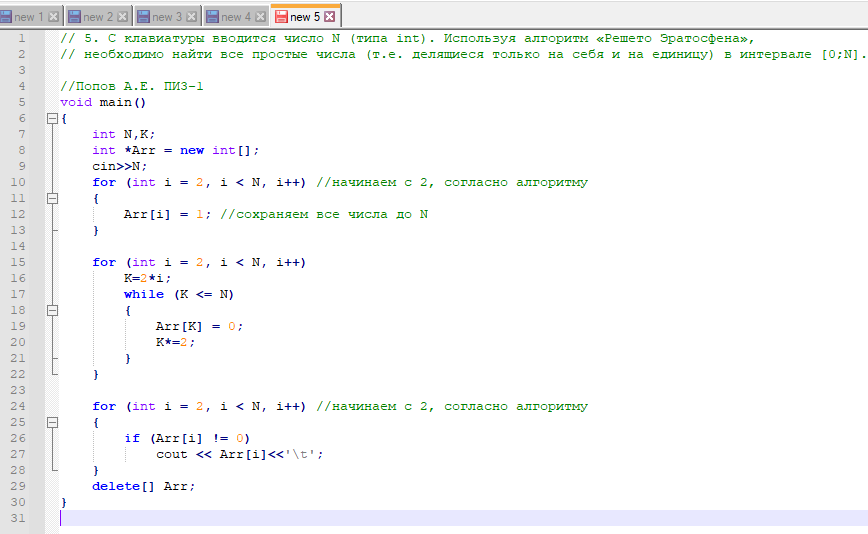 new 1 new 2 new 3 new 4 new 5
1 // 5. С клавиатуры вводится число N (типа int). Используя алгоритм «Решето Эратосфена»,
2 // необходимо найти все простые числа (т.е. делящиеся только на себя и на единицу) в интервале [0;N].
3
4 //Попов А.Е. ПИЗ-1
5 void main()
6 {
7 int N,K;
8 int *Arr = new int[];
9 cin>>N;
10 for (int i = 2, i < N, i++) //начинаем с 2, согласно алгоритму
11 {
12 Arr[i] = 1; //сохраняем все числа до N
13 }
14
15 for (int i = 2, i < N, i++)
16 K=2*i;
17 while (K <= N)
18 {
19 Arr[K] = 0;
20 K*=2;
21 }
22 }
23
24 for (int i = 2, i < N, i++) //начинаем с 2, согласно алгоритму
25 {
26 if (Arr[i] != 0)
27 cout << Arr[i]<<'\t';
28 }
29 delete[] Arr;
30 }
31